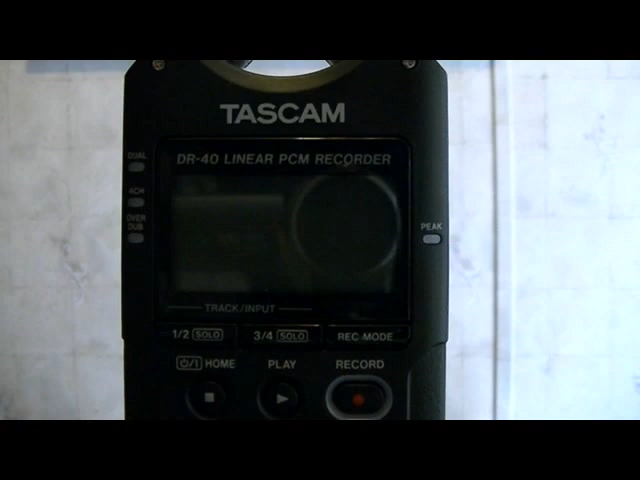 TASCAM
DR-40 LINEAR PCM RECORDER
DUAL
4CH
OVER
DUB
PEAK
TRACK/INPUT
1/2 SOLO 3/4 SOLO REC MODE
⏻/I HOME PLAY RECORD